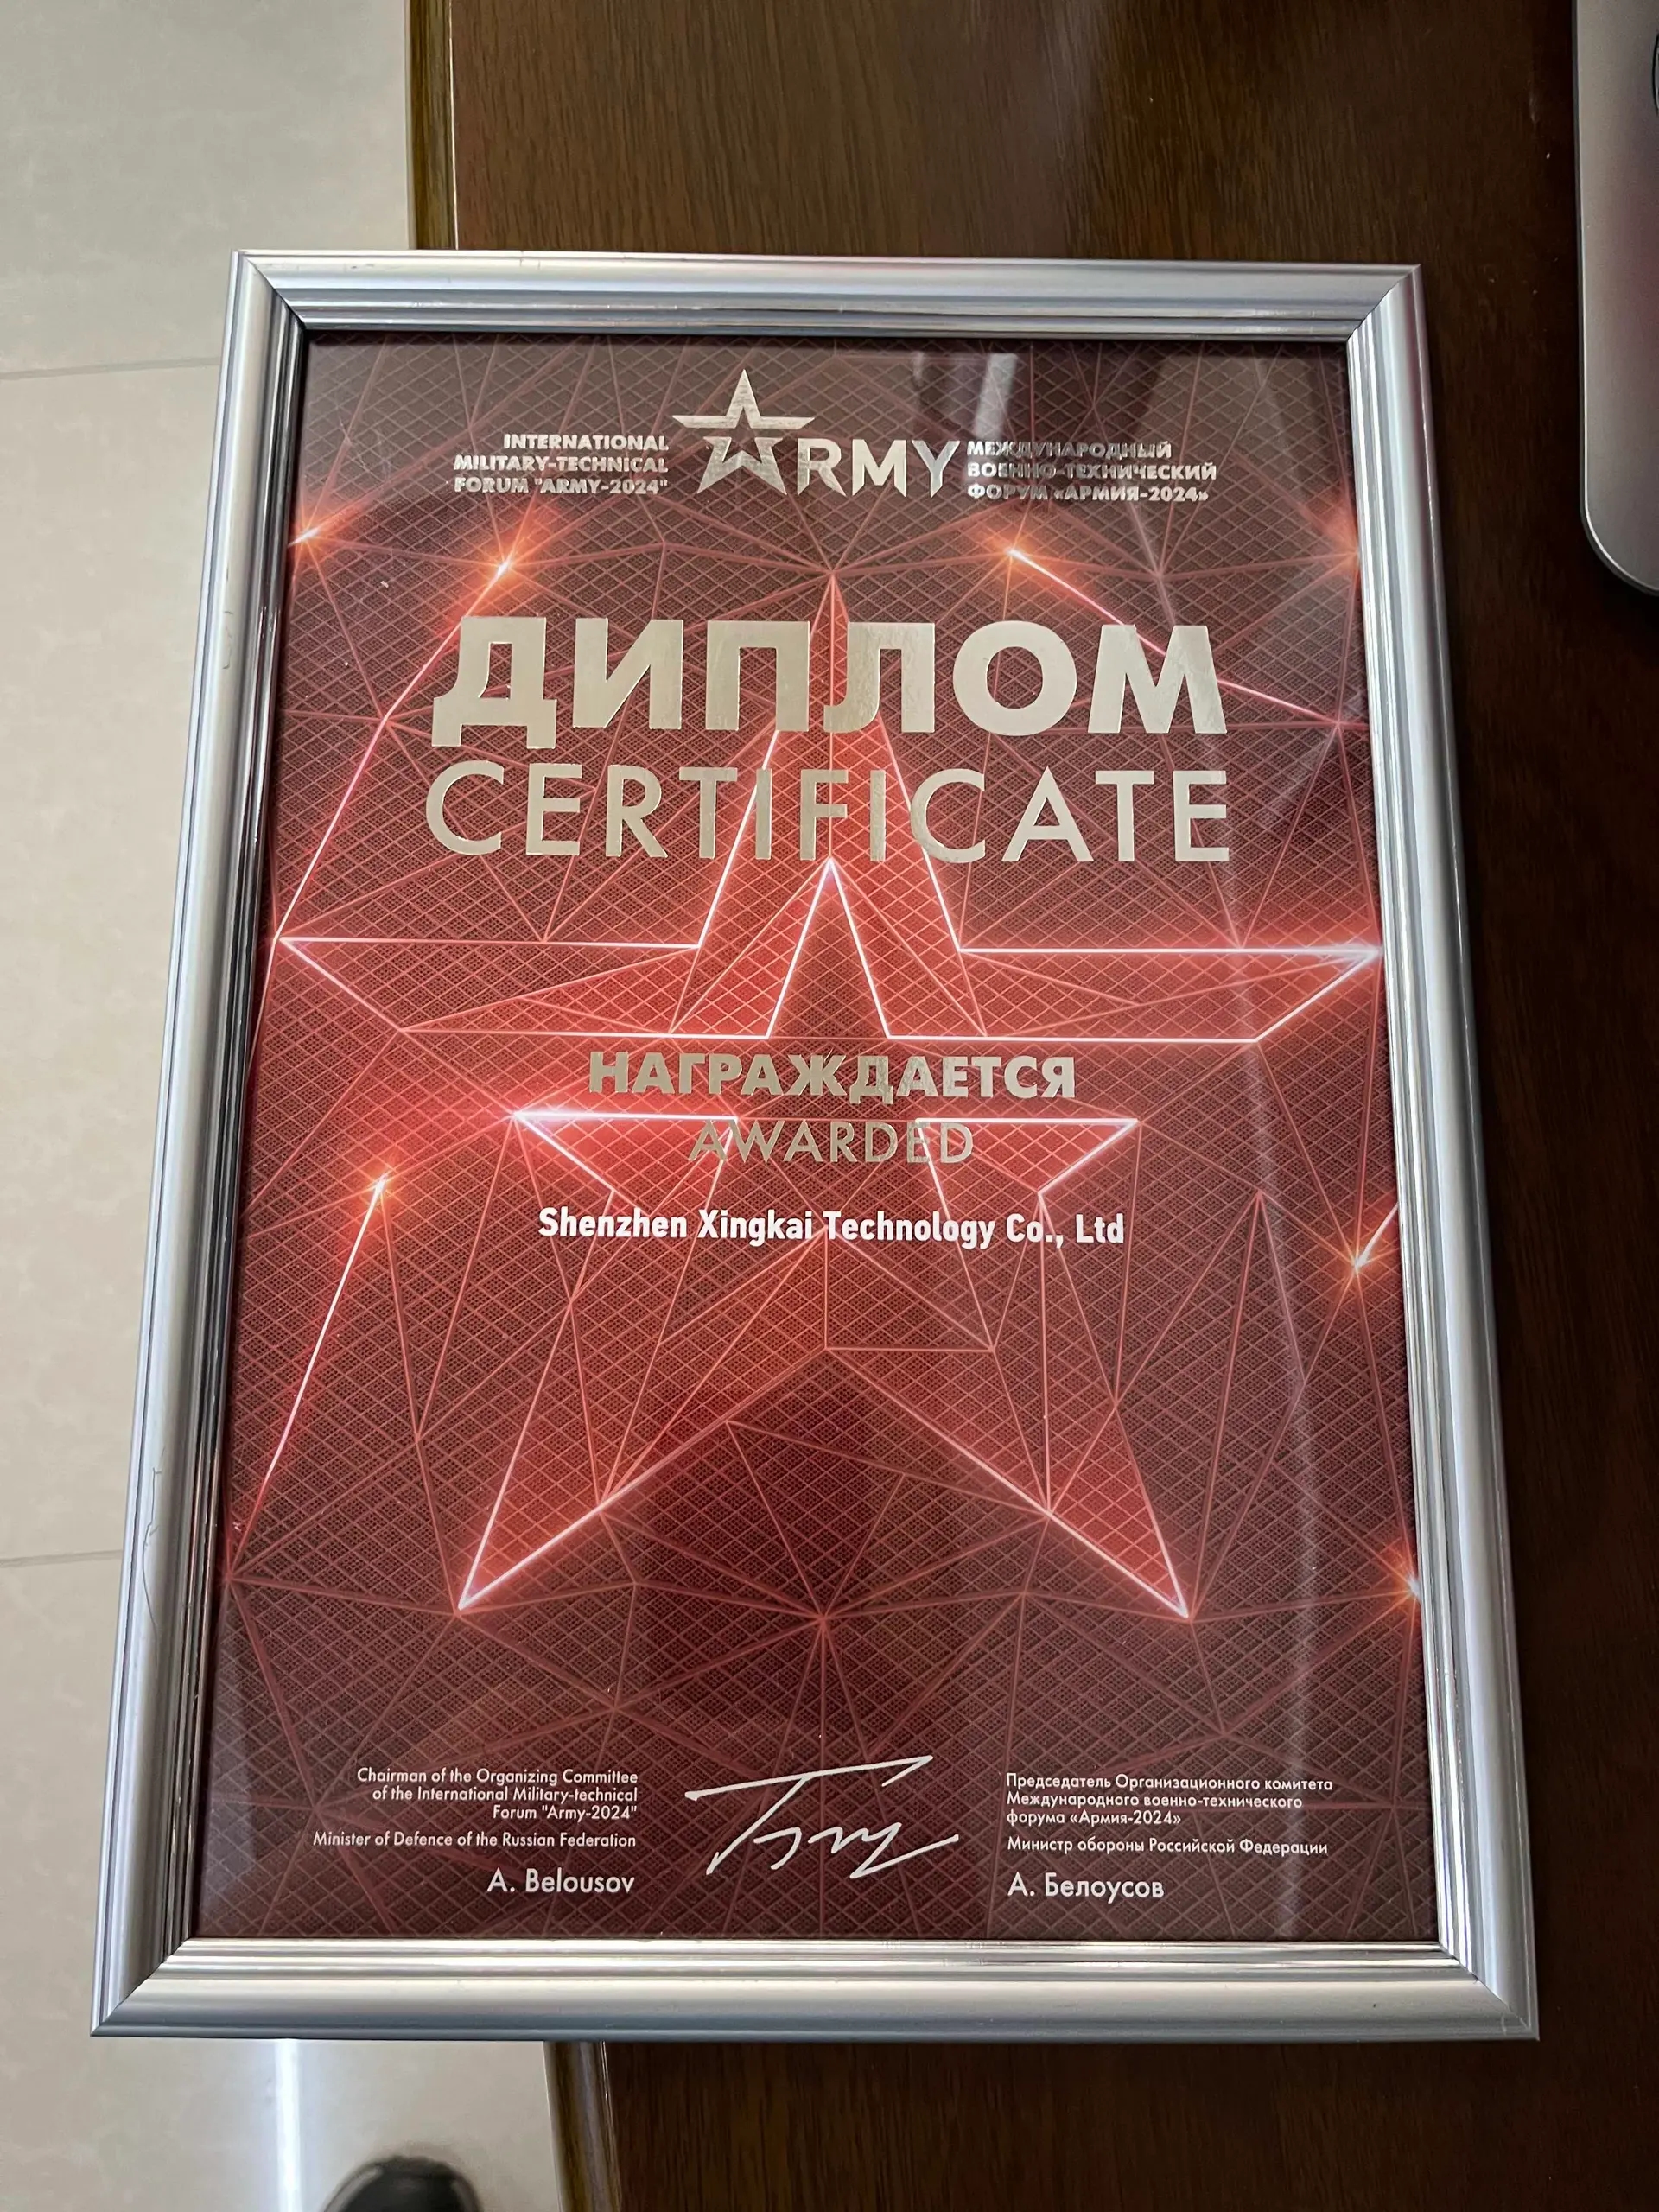 INTERNATIONAL
MILITARY-TECHNICAL
FORUM "ARMY-2024"
ARMY
МЕЖДУНАРОДНЫЙ
ВОЕННО-ТЕХНИЧЕСКИЙ
ФОРУМ «АРМИЯ-2024»
ДИПЛОМ
CERTIFICATE
НАГРАЖДАЕТСЯ
AWARDED
Shenzhen Xingkai Technology Co., Ltd
Chairman of the Organizing Committee
of the International Military-technical
Forum "Army-2024"
Minister of Defence of the Russian Federation
A. Belousov
Председатель Организационного комитета
Международного военно-технического
форума «Армия-2024»
Министр обороны Российской Федерации
А. Белоусов